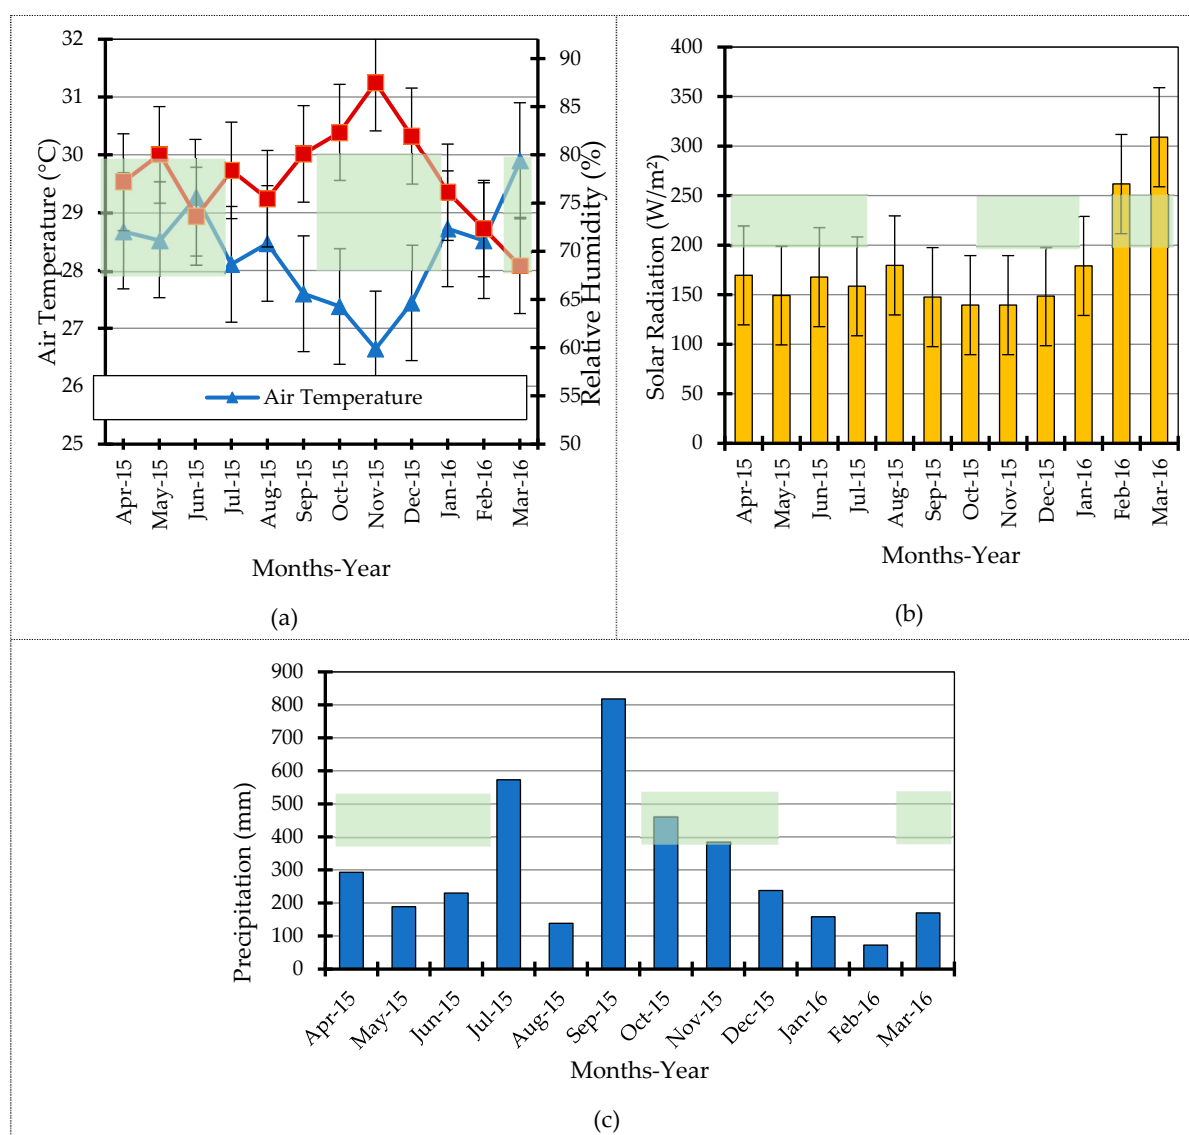 32
31
30
29
28
27
26
25
Air Temperature (°C)
90
85
80
75
70
65
60
55
50
Relative Humidity (%)
Air Temperature
Apr-15
May-15
Jun-15
Jul-15
Aug-15
Sep-15
Oct-15
Nov-15
Dec-15
Jan-16
Feb-16
Mar-16
Months-Year
(a)
400
350
300
250
200
150
100
50
0
Solar Radiation (W/m²)
Apr-15
May-15
Jun-15
Jul-15
Aug-15
Sep-15
Oct-15
Nov-15
Dec-15
Jan-16
Feb-16
Mar-16
Months-Year
(b)
900
800
700
600
500
400
300
200
100
0
Precipitation (mm)
Apr-15
May-15
Jun-15
Jul-15
Aug-15
Sep-15
Oct-15
Nov-15
Dec-15
Jan-16
Feb-16
Mar-16
Months-Year
(c)